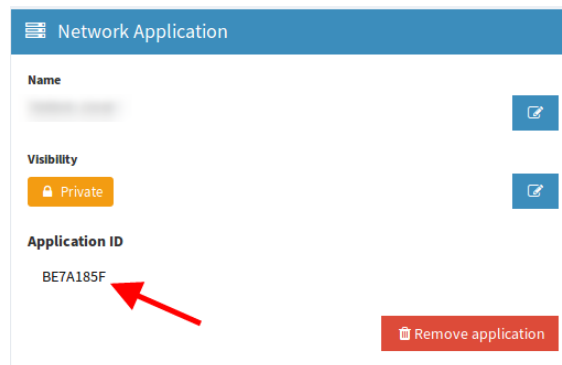 Network Application
Name
Visibility
Private
Application ID
BE7A185F
Remove application